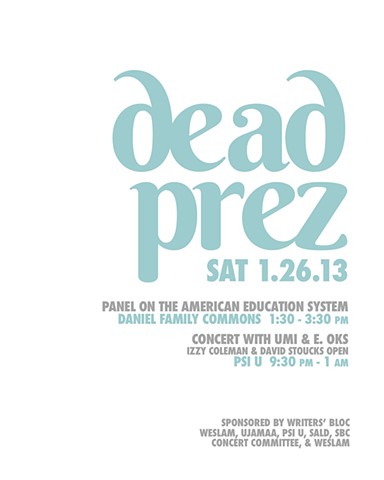 dead
prez
SAT 1.26.13
PANEL ON THE AMERICAN EDUCATION SYSTEM
DANIEL FAMILY COMMONS 1:30 - 3:30 PM
CONCERT WITH UMI & E. OKS
IZZY COLEMAN & DAVID STOUCKS OPEN
PSI U 9:30 PM - 1 AM
SPONSORED BY WRITERS' BLOC
WESLAM, UJAMAA, PSI U, SALD, SBC
CONCERT COMMITTEE, & WESLAM